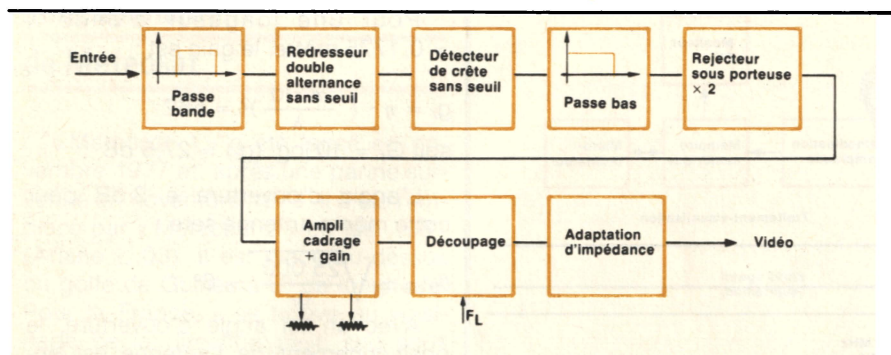 Entrée
Passe
bande
Redresseur
double
alternance
sans seuil
Détecteur
de crête
sans seuil
Passe bas
Rejecteur
sous porteuse
× 2
Ampli
cadrage
+ gain
Découpage
F_L
Adaptation
d'impédance
Vidéo